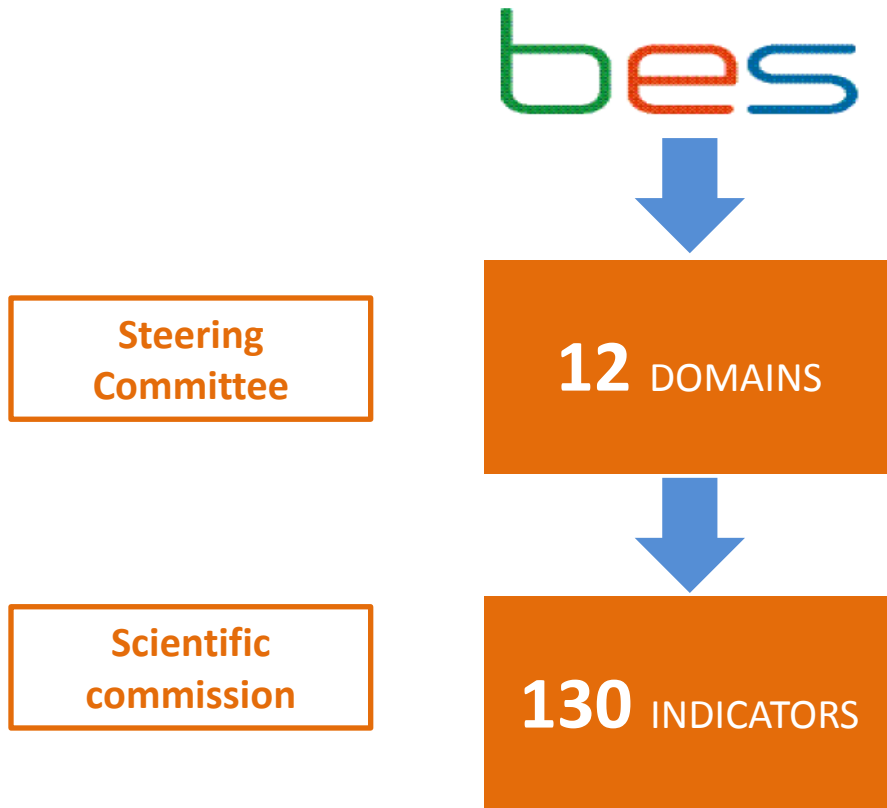 bes
Steering
Committee
12 DOMAINS
Scientific
commission
130 INDICATORS